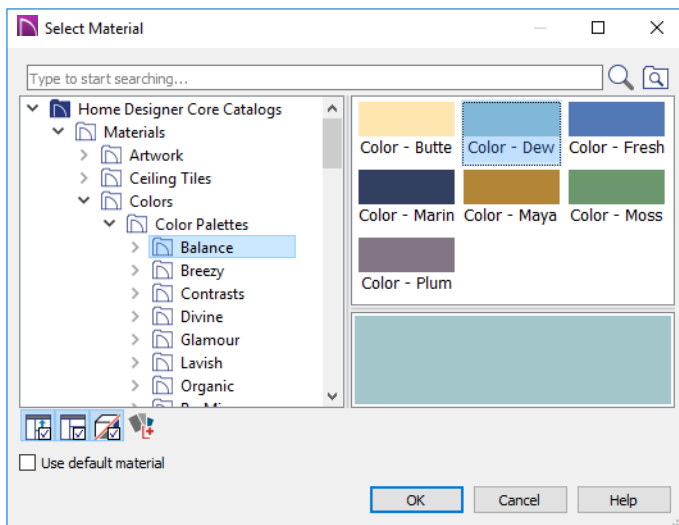 Select Material
Type to start searching...
Home Designer Core Catalogs
Materials
Artwork
Ceiling Tiles
Colors
Color Palettes
Balance
Breezy
Contrasts
Divine
Glamour
Lavish
Organic
Color - Butte Color - Dew Color - Fresh
Color - Marin Color - Maya Color - Moss
Color - Plum
Use default material
OK Cancel Help